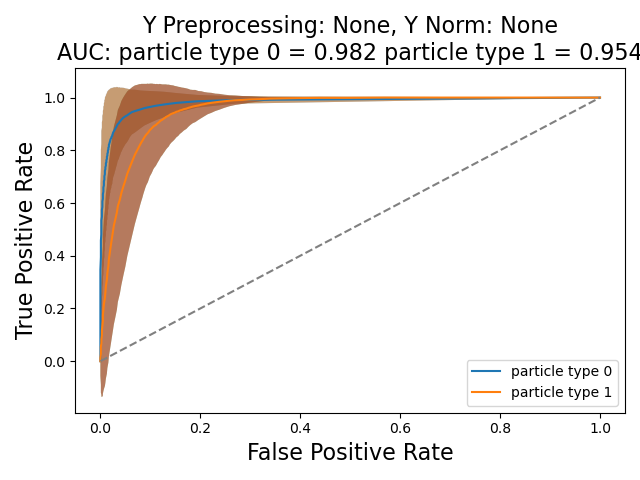 Y Preprocessing: None, Y Norm: None
AUC: particle type 0 = 0.982 particle type 1 = 0.954
True Positive Rate
1.0
0.8
0.6
0.4
0.2
0.0
particle type 0
particle type 1
0.0 0.2 0.4 0.6 0.8 1.0
False Positive Rate